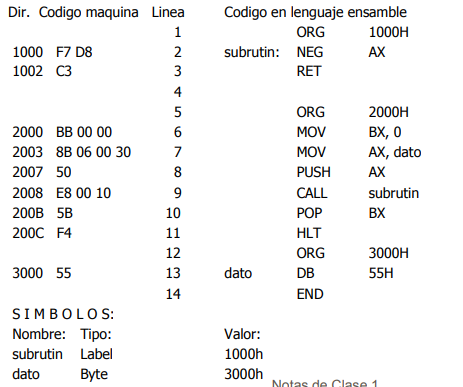 Dir. Codigo maquina Linea Codigo en lenguaje ensamble
1 ORG 1000H
1000 F7 D8 2 subrutin: NEG AX
1002 C3 3 RET
4
5 ORG 2000H
2000 BB 00 00 6 MOV BX, 0
2003 8B 06 00 30 7 MOV AX, dato
2007 50 8 PUSH AX
2008 E8 00 10 9 CALL subrutin
200B 5B 10 POP BX
200C F4 11 HLT
12 ORG 3000H
3000 55 13 dato DB 55H
14 END
S I M B O L O S:
Nombre: Tipo: Valor:
subrutin Label 1000h
dato Byte 3000h
Notas de Clase 1